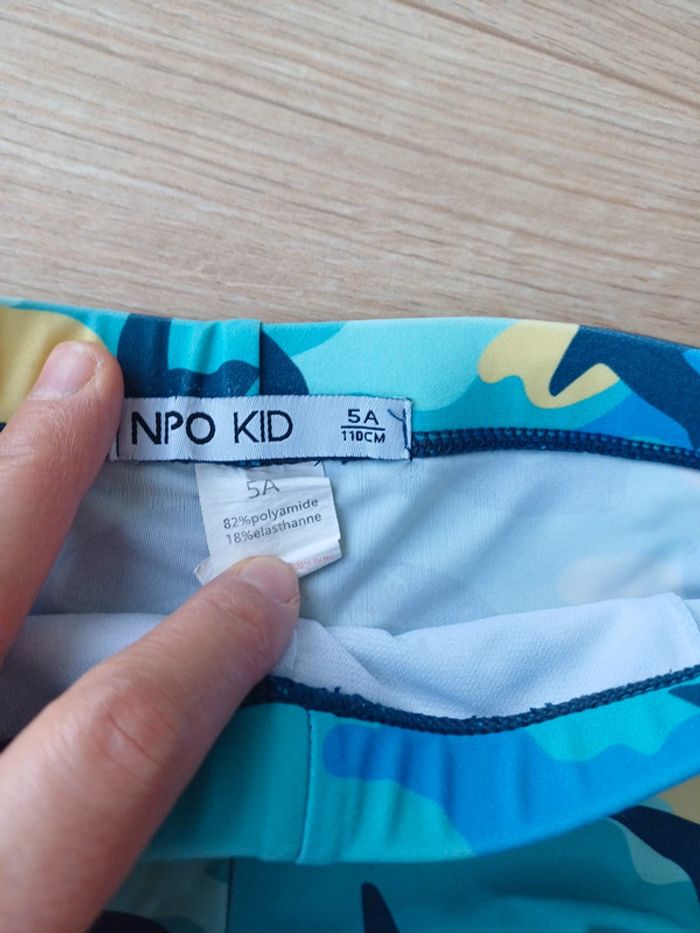 NPO KID
5A
110CM
5A
82%polyamide
18%elasthanne